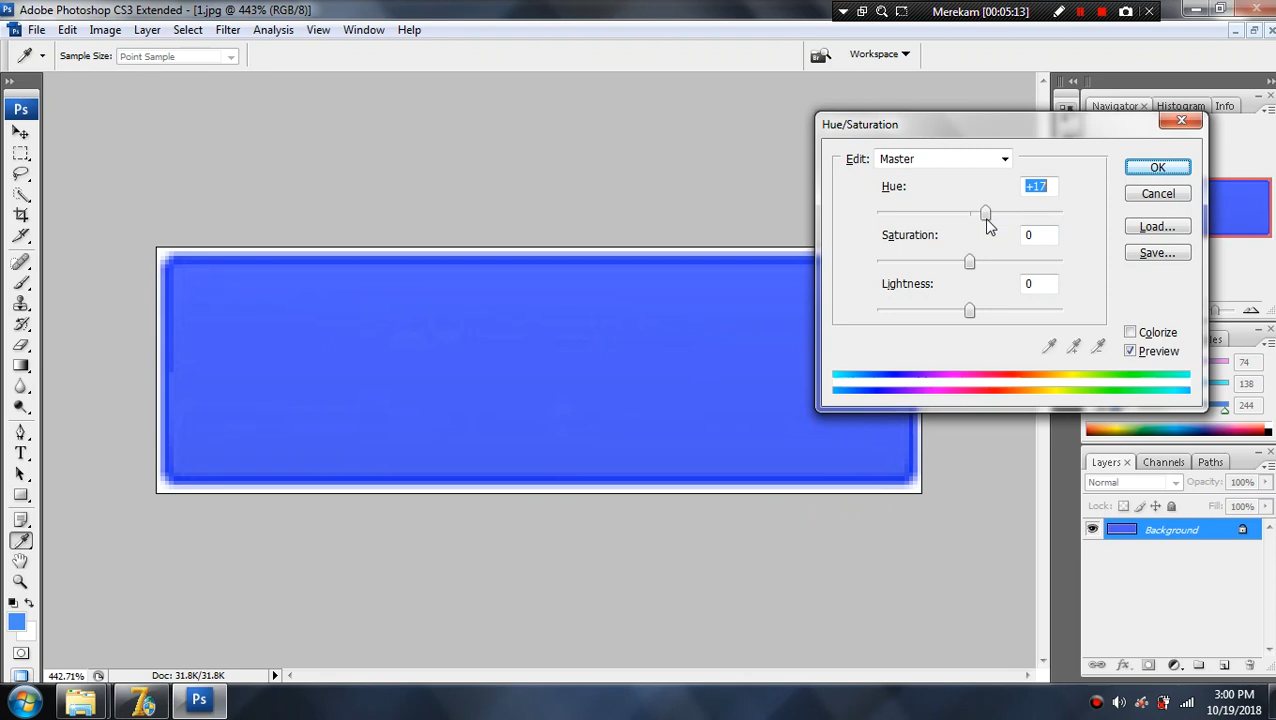 Adobe Photoshop CS3 Extended - [1.jpg @ 443% (RGB/8)]
Merekam [00:05:13]
File Edit Image Layer Select Filter Analysis View Window Help
Sample Size: Point Sample
Workspace
Ps
Navigator Histogram Info
Hue/Saturation
Edit: Master
Hue: +17
Saturation: 0
Lightness: 0
OK
Cancel
Load...
Save...
Colorize
Preview
74
138
244
Layers Channels Paths
Normal Opacity: 100%
Lock: Fill: 100%
Background
442.71% Doc: 31.8K/31.8K
Ps
3:00 PM
10/19/2018